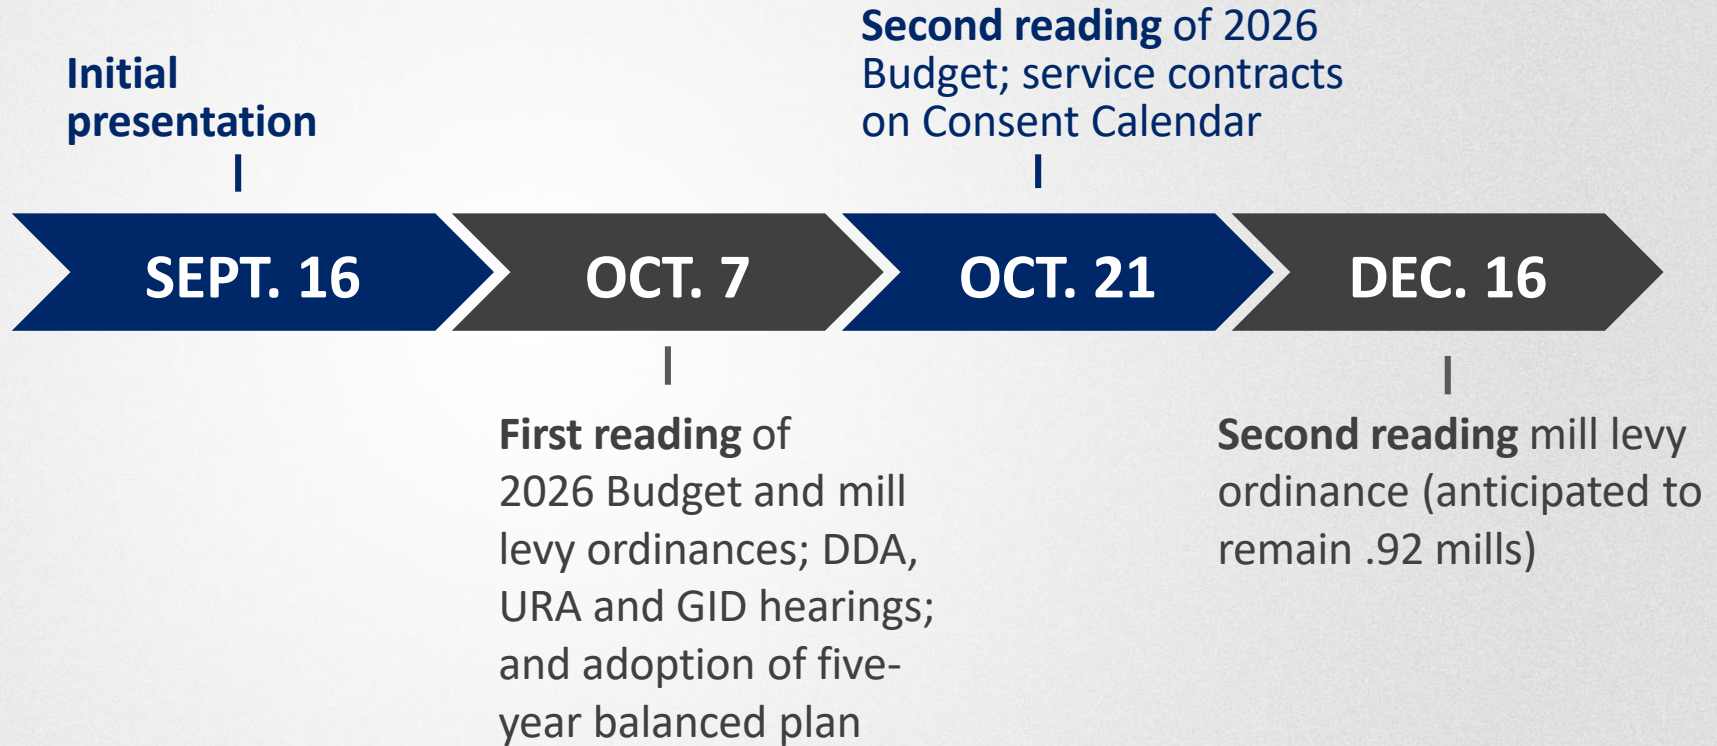 Initial
presentation
Second reading of 2026
Budget; service contracts
on Consent Calendar
SEPT. 16
OCT. 7
OCT. 21
DEC. 16
First reading of
2026 Budget and mill
levy ordinances; DDA,
URA and GID hearings;
and adoption of five-
year balanced plan
Second reading mill levy
ordinance (anticipated to
remain .92 mills)